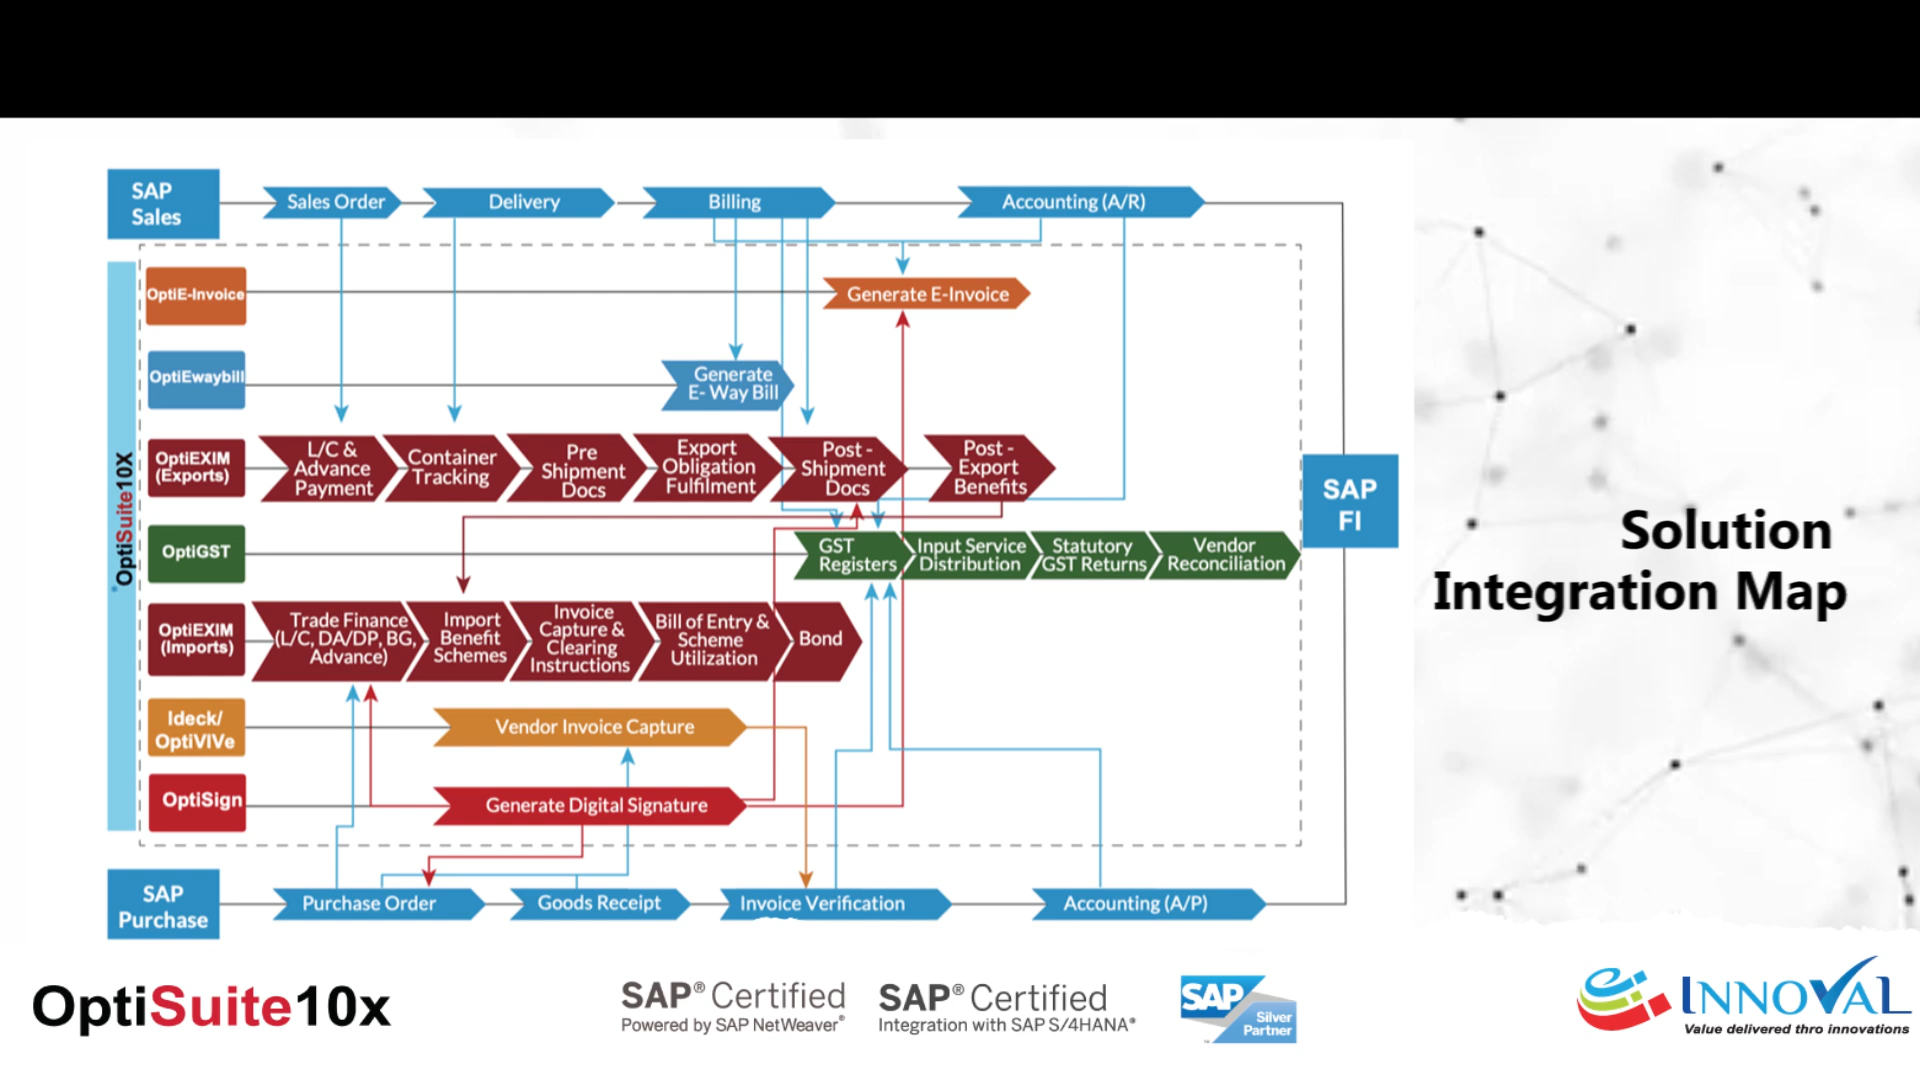 SAP
Sales
Sales Order
Delivery
Billing
Accounting (A/R)
OptiSuite10X
OptiE-Invoice
Generate E-Invoice
OptiEwaybill
Generate
E- Way Bill
OptiEXIM
(Exports)
L/C &
Advance
Payment
Container
Tracking
Pre
Shipment
Docs
Export
Obligation
Fulfilment
Post -
Shipment
Docs
Post -
Export
Benefits
SAP
FI
OptiGST
GST
Registers
Input Service
Distribution
Statutory
GST Returns
Vendor
Reconciliation
OptiEXIM
(Imports)
Trade Finance
(L/C, DA/DP, BG,
Advance)
Import
Benefit
Schemes
Invoice
Capture &
Clearing
Instructions
Bill of Entry &
Scheme
Utilization
Bond
Ideck/
OptiVIVe
Vendor Invoice Capture
OptiSign
Generate Digital Signature
SAP
Purchase
Purchase Order
Goods Receipt
Invoice Verification
Accounting (A/P)
Solution
Integration Map
OptiSuite10x
SAP® Certified
Powered by SAP NetWeaver®
SAP® Certified
Integration with SAP S/4HANA®
SAP
Silver
Partner
INNOVAL
Value delivered thro innovations